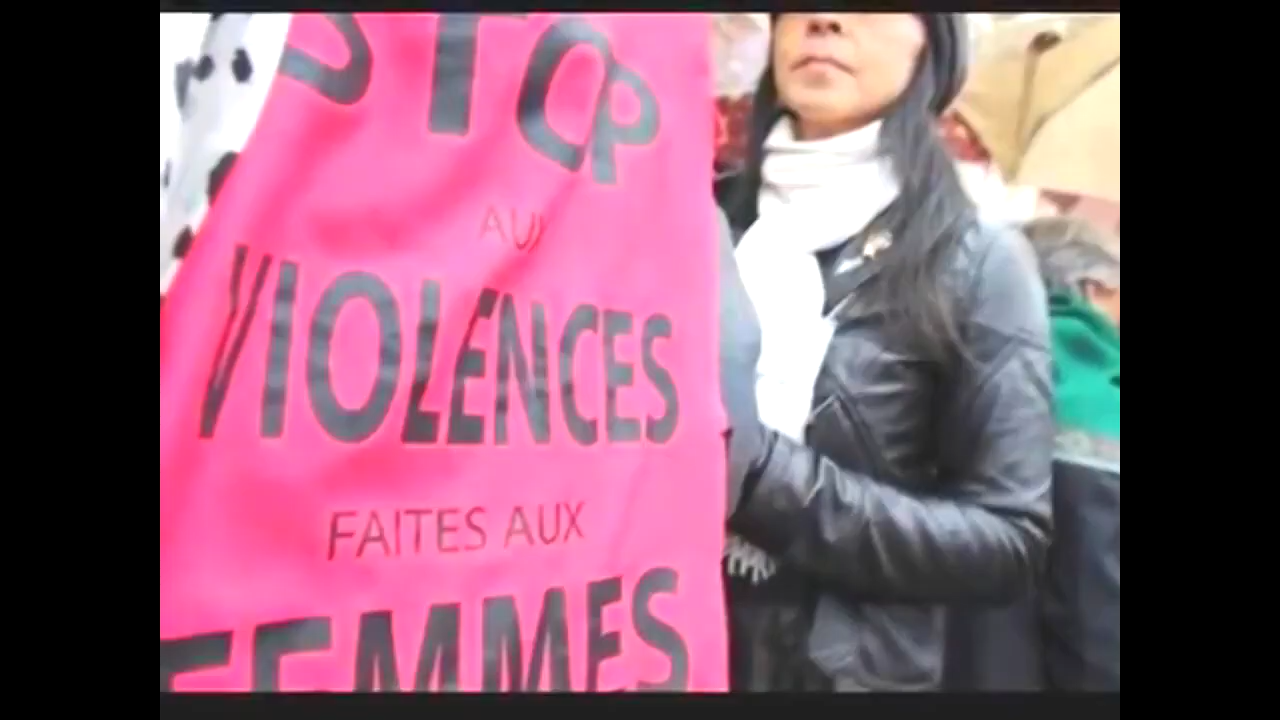 STOP
AUX
VIOLENCES
FAITES AUX
FEMMES